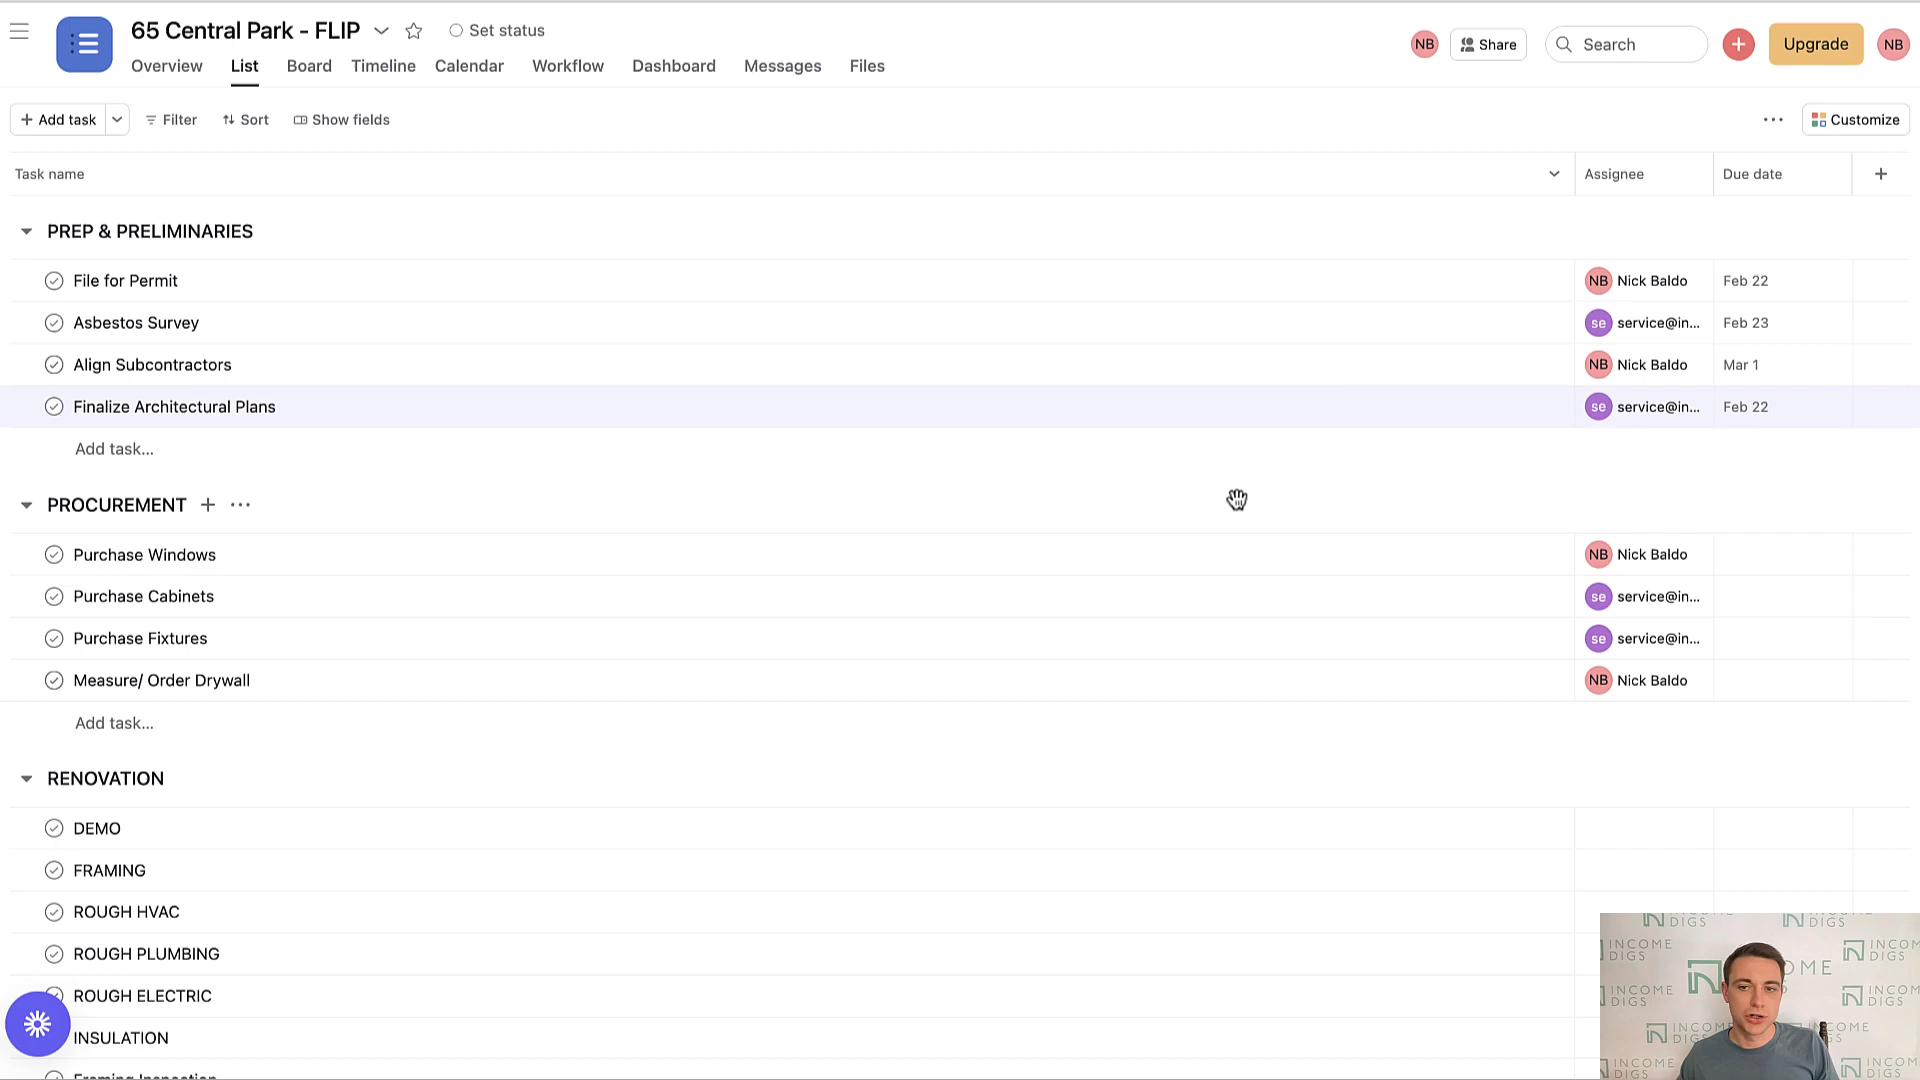 65 Central Park - FLIP
Set status
Overview List Board Timeline Calendar Workflow Dashboard Messages Files
NB Share Search Upgrade NB
Add task Filter Sort Show fields Customize
Task name Assignee Due date
PREP & PRELIMINARIES
File for Permit NB Nick Baldo Feb 22
Asbestos Survey se service@in... Feb 23
Align Subcontractors NB Nick Baldo Mar 1
Finalize Architectural Plans se service@in... Feb 22
Add task...
PROCUREMENT
Purchase Windows NB Nick Baldo
Purchase Cabinets se service@in...
Purchase Fixtures se service@in...
Measure/ Order Drywall NB Nick Baldo
Add task...
RENOVATION
DEMO
FRAMING
ROUGH HVAC
ROUGH PLUMBING
ROUGH ELECTRIC
INSULATION
Framing Inspection
INCOME
DIGS